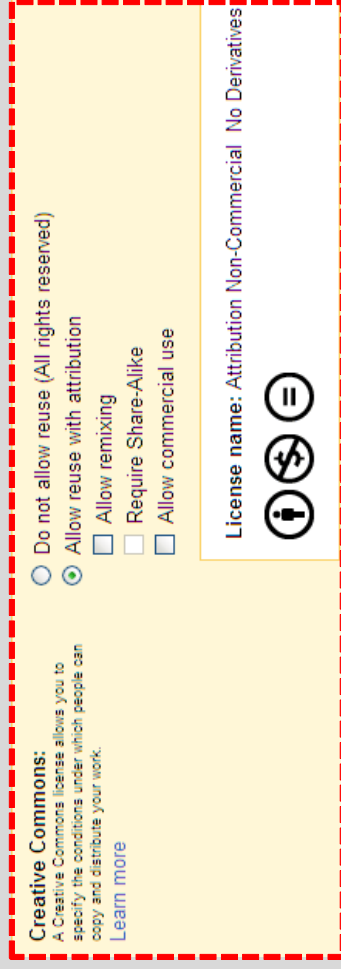 Creative Commons:
A Creative Commons license allows you to
specify the conditions under which people can
copy and distribute your work.
Learn more
Do not allow reuse (All rights reserved)
Allow reuse with attribution
Allow remixing
Require Share-Alike
Allow commercial use
License name: Attribution Non-Commercial No Derivatives